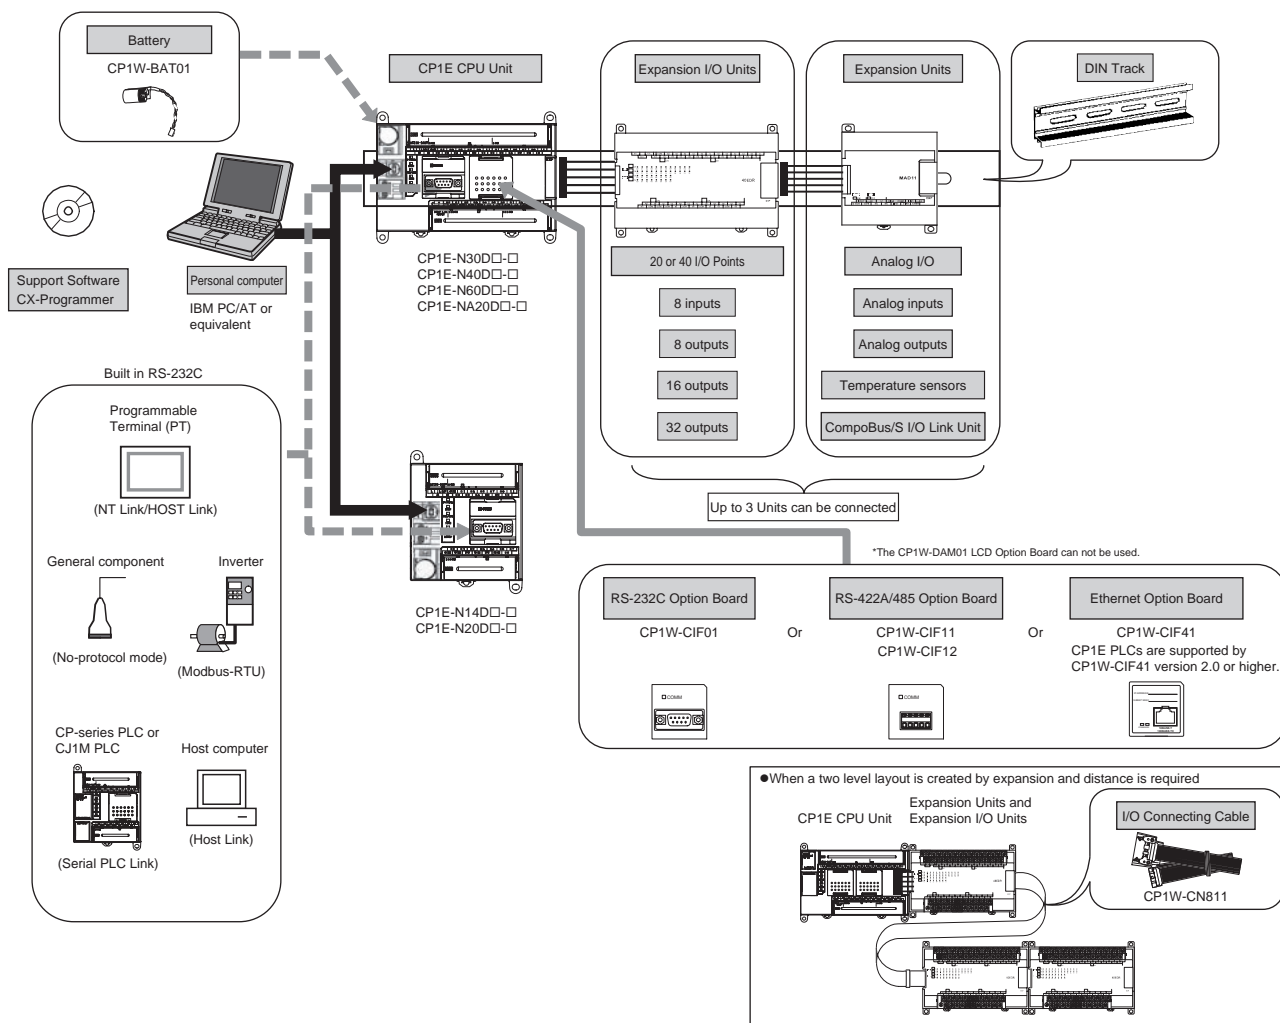 Battery
CP1W-BAT01
CP1E CPU Unit
Expansion I/O Units
Expansion Units
DIN Track
MAD11
CP1E-N30D□-□
CP1E-N40D□-□
CP1E-N60D□-□
CP1E-NA20D□-□
20 or 40 I/O Points
8 inputs
8 outputs
16 outputs
32 outputs
Analog I/O
Analog inputs
Analog outputs
Temperature sensors
CompoBus/S I/O Link Unit
Up to 3 Units can be connected
Support Software
CX-Programmer
Personal computer
IBM PC/AT or
equivalent
Built in RS-232C
Programmable
Terminal (PT)
(NT Link/HOST Link)
General component
(No-protocol mode)
Inverter
(Modbus-RTU)
CP-series PLC or
CJ1M PLC
(Serial PLC Link)
Host computer
(Host Link)
CP1E-N14D□-□
CP1E-N20D□-□
*The CP1W-DAM01 LCD Option Board can not be used.
RS-232C Option Board
CP1W-CIF01
COMM
Or
RS-422A/485 Option Board
CP1W-CIF11
CP1W-CIF12
COMM
Or
Ethernet Option Board
CP1W-CIF41
CP1E PLCs are supported by
CP1W-CIF41 version 2.0 or higher.
●When a two level layout is created by expansion and distance is required
CP1E CPU Unit
Expansion Units and
Expansion I/O Units
I/O Connecting Cable
CP1W-CN811